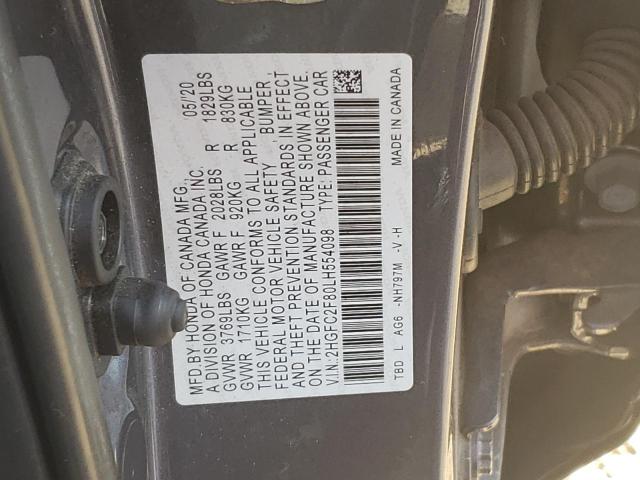 MFD.BY HONDA OF CANADA MFG., 05/20
A DIVISION OF HONDA CANADA INC.
GVWR 3769LBS GAWR F 2028LBS R 1829LBS
GVWR 1710KG GAWR F 920KG R 830KG
THIS VEHICLE CONFORMS TO ALL APPLICABLE
FEDERAL MOTOR VEHICLE SAFETY, BUMPER,
AND THEFT PREVENTION STANDARDS IN EFFECT
ON THE DATE OF MANUFACTURE SHOWN ABOVE.
V.I.N.:2HGFC2F80LH554098 TYPE:PASSENGER CAR
TBD L AG6 -NH797M -V-H MADE IN CANADA